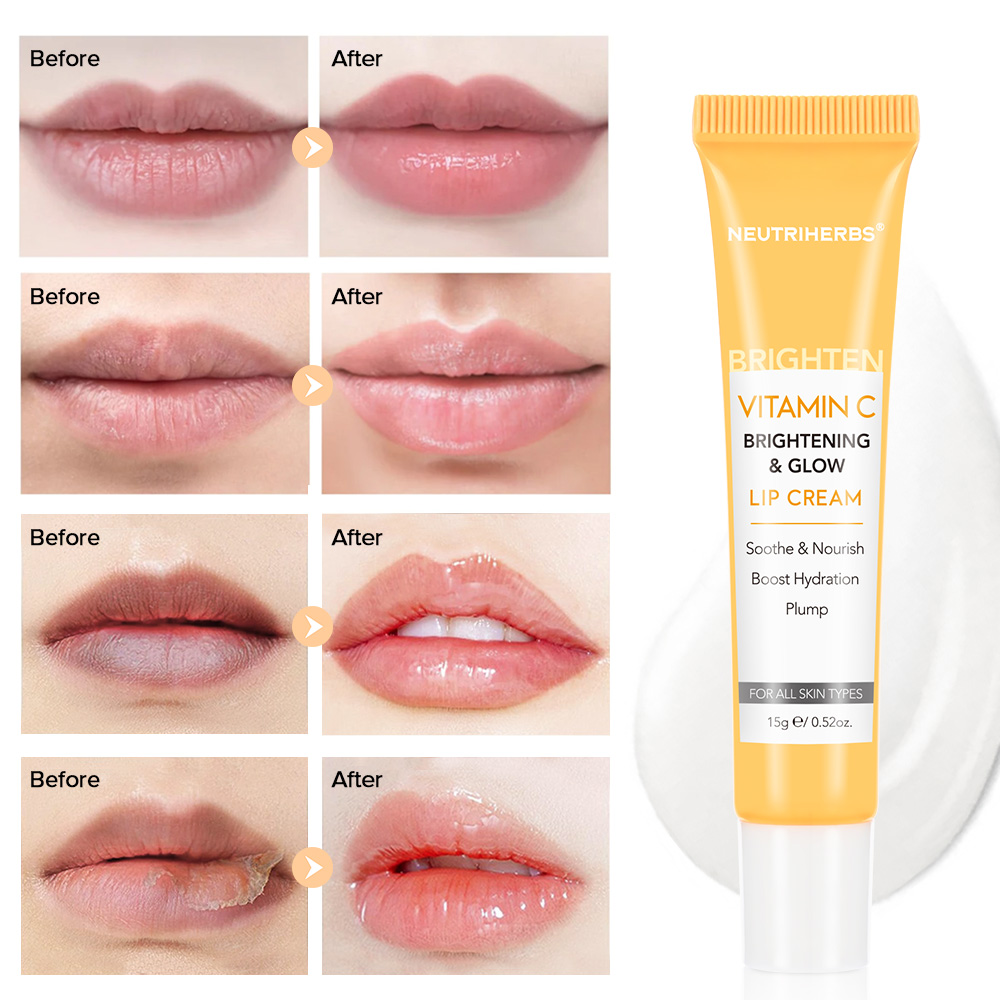 Before
After
Before
After
Before
After
Before
After
NEUTRIHERBS®
BRIGHTEN
VITAMIN C
BRIGHTENING
& GLOW
LIP CREAM
Soothe & Nourish
Boost Hydration
Plump
FOR ALL SKIN TYPES
15g ℮/ 0.52oz.